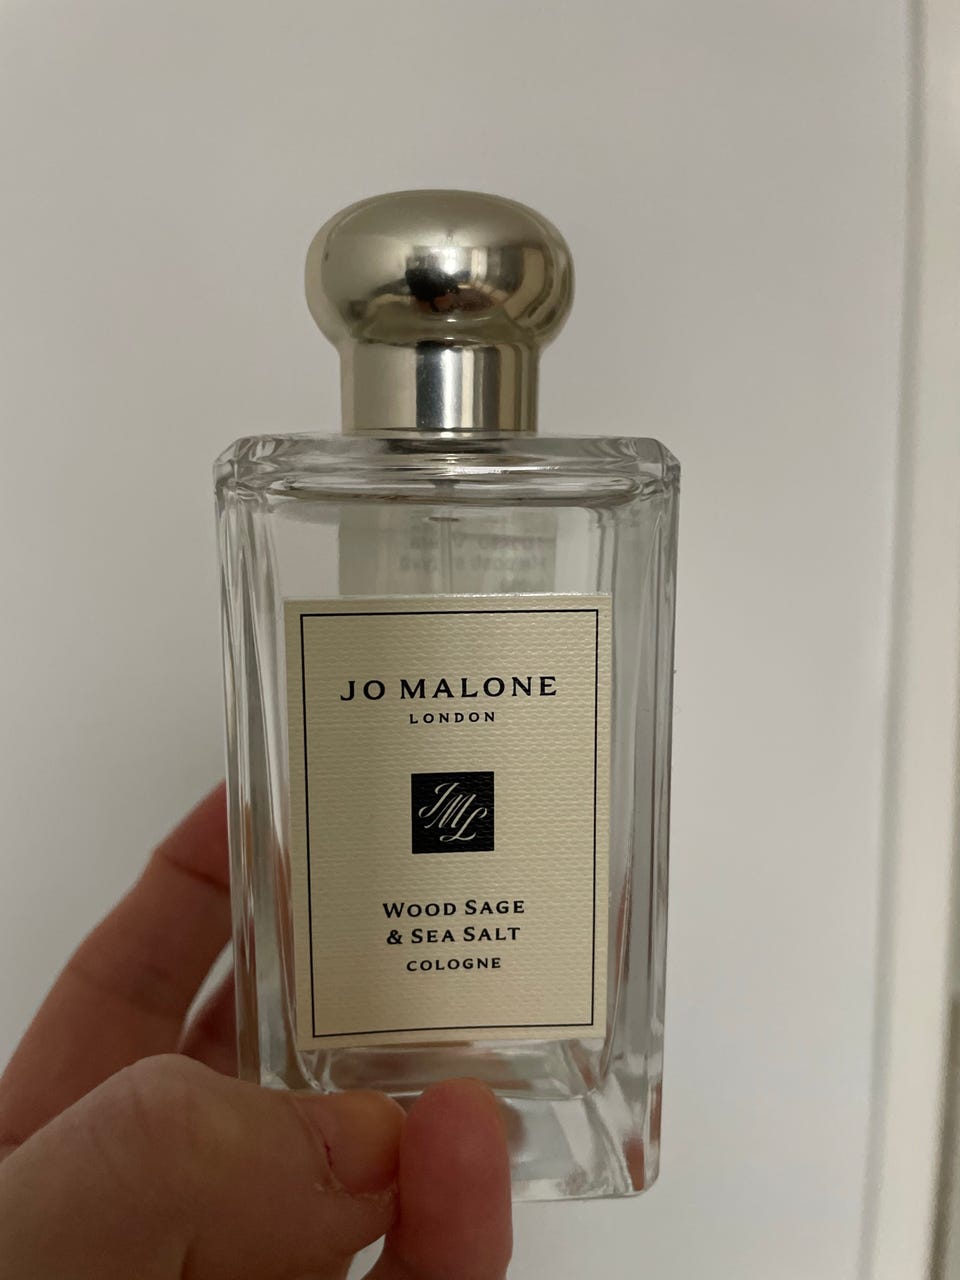 JO MALONE
LONDON
JML
WOOD SAGE
& SEA SALT
COLOGNE